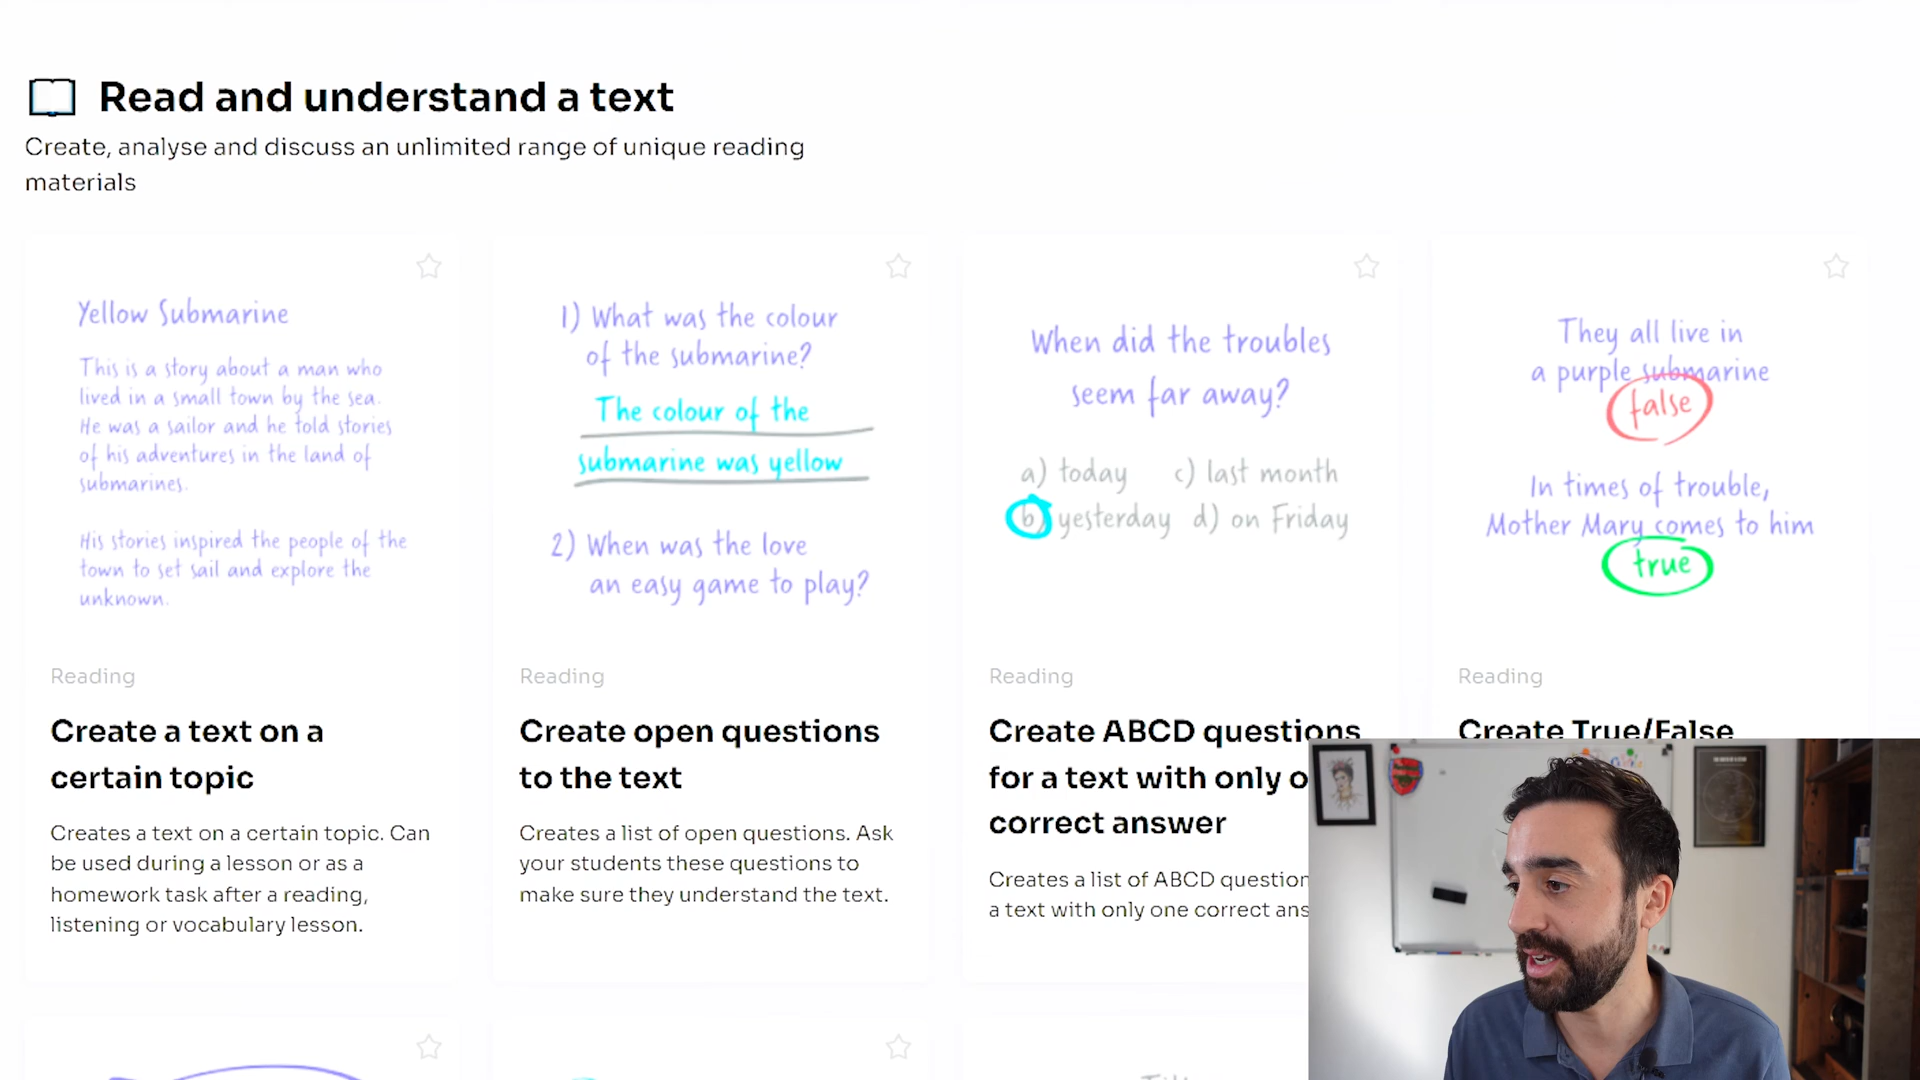 Read and understand a text
Create, analyse and discuss an unlimited range of unique reading
materials
Yellow Submarine
This is a story about a man who
lived in a small town by the sea.
He was a sailor and he told stories
of his adventures in the land of
submarines.
His stories inspired the people of the
town to set sail and explore the
unknown.
Reading
Create a text on a
certain topic
Creates a text on a certain topic. Can
be used during a lesson or as a
homework task after a reading,
listening or vocabulary lesson.
1) What was the colour
of the submarine?
The colour of the
submarine was yellow
2) When was the love
an easy game to play?
Reading
Create open questions
to the text
Creates a list of open questions. Ask
your students these questions to
make sure they understand the text.
When did the troubles
seem far away?
a) today c) last month
b) yesterday d) on Friday
Reading
Create ABCD questions
for a text with only
correct answer
Creates a list of ABCD
a text with only one correct
They all live in
a purple submarine
false
In times of trouble,
Mother Mary comes to him
true
Reading
Create True/False